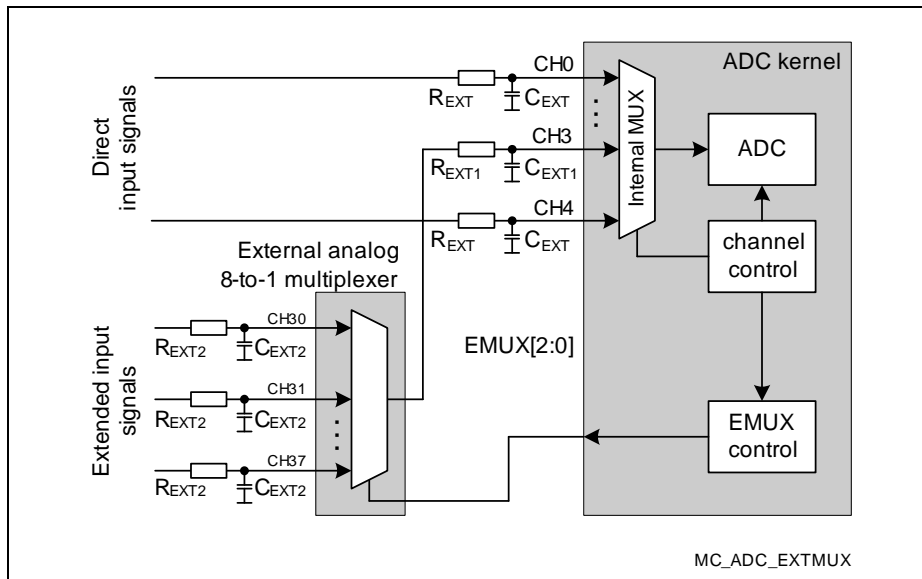 ADC kernel
CH0
REXT
CEXT
Direct
input signals
Internal MUX
ADC
CH3
REXT1
CEXT1
CH4
REXT
CEXT
channel
control
External analog
8-to-1 multiplexer
Extended input
signals
CH30
REXT2
CEXT2
EMUX[2:0]
CH31
REXT2
CEXT2
EMUX
control
CH37
REXT2
CEXT2
MC_ADC_EXTMUX